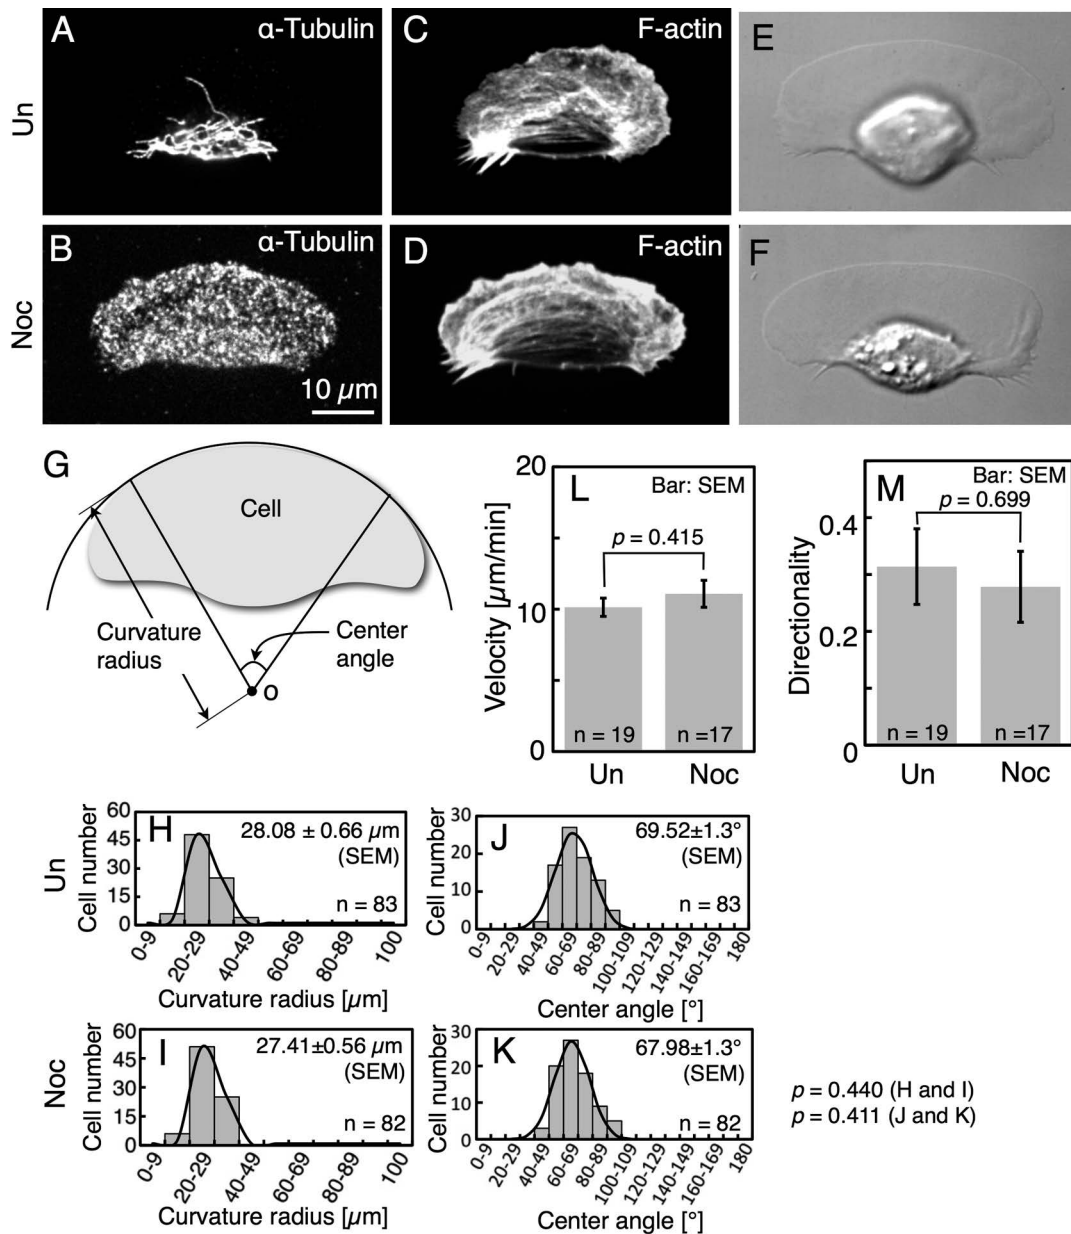 A
α-Tubulin
C
F-actin
E
Un
B
α-Tubulin
D
F-actin
F
Noc
10 µm
G
Cell
Curvature
radius
Center
angle
O
L
Bar: SEM
p = 0.415
Velocity [µm/min]
20
10
0
n = 19
n =17
Un
Noc
M
Bar: SEM
p = 0.699
Directionality
0.4
0.2
0
n = 19
n =17
Un
Noc
Un
H
28.08 ± 0.66 µm
(SEM)
n = 83
Cell number
60
45
30
15
0
0-9
20-29
40-49
60-69
80-89
100
Curvature radius [µm]
J
69.52±1.3°
(SEM)
n = 83
Cell number
30
20
10
0
0-9
20-29
40-49
60-69
80-89
100-109
120-129
140-149
160-169
180
Center angle [°]
Noc
I
27.41±0.56 µm
(SEM)
n = 82
Cell number
60
45
30
15
0
0-9
20-29
40-49
60-69
80-89
100
Curvature radius [µm]
K
67.98±1.3°
(SEM)
n = 82
Cell number
30
20
10
0
0-9
20-29
40-49
60-69
80-89
100-109
120-129
140-149
160-169
180
Center angle [°]
p = 0.440 (H and I)
p = 0.411 (J and K)